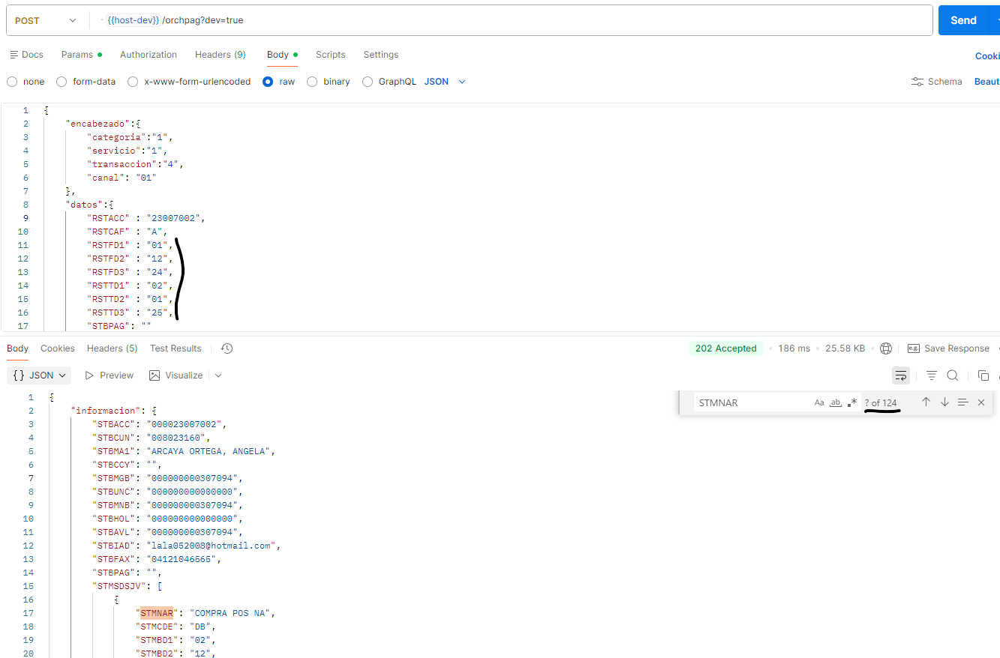 POST {{host-dev}}/orchpag?dev=true Send
Docs Params Authorization Headers (9) Body Scripts Settings Cooki
none form-data x-www-form-urlencoded raw binary GraphQL JSON Schema Beaut
1 {
2 "encabezado":{
3 "categoria":"1",
4 "servicio":"1",
5 "transaccion":"4",
6 "canal": "01"
7 },
8 "datos":{
9 "RSTACC" : "23007002",
10 "RSTCAF" : "A",
11 "RSTFD1" : "01",
12 "RSTFD2" : "12",
13 "RSTFD3" : "24",
14 "RSTTD1" : "02",
15 "RSTTD2" : "01",
16 "RSTTD3" : "25",
17 "STBPAG": ""
Body Cookies Headers (5) Test Results 202 Accepted 186 ms 25.58 KB e.g. Save Response
{} JSON Preview Visualize
STMNAR Aa ab .* ? of 124
1 {
2 "informacion": {
3 "STBACC": "000023007002",
4 "STBCUN": "008023160",
5 "STBMA1": "ARCAYA ORTEGA, ANGELA",
6 "STBCCY": "",
7 "STBMGB": "000000000307094",
8 "STBUNC": "000000000000000",
9 "STBMNB": "000000000307094",
10 "STBHOL": "000000000000000",
11 "STBAVL": "000000000307094",
12 "STBIAD": "lala052008@hotmail.com",
13 "STBFAX": "04121046565",
14 "STBPAG": "",
15 "STMSDSJV": [
16 {
17 "STMNAR": "COMPRA POS NA",
18 "STMCDE": "DB",
19 "STMBD1": "02",
20 "STMBD2": "12",